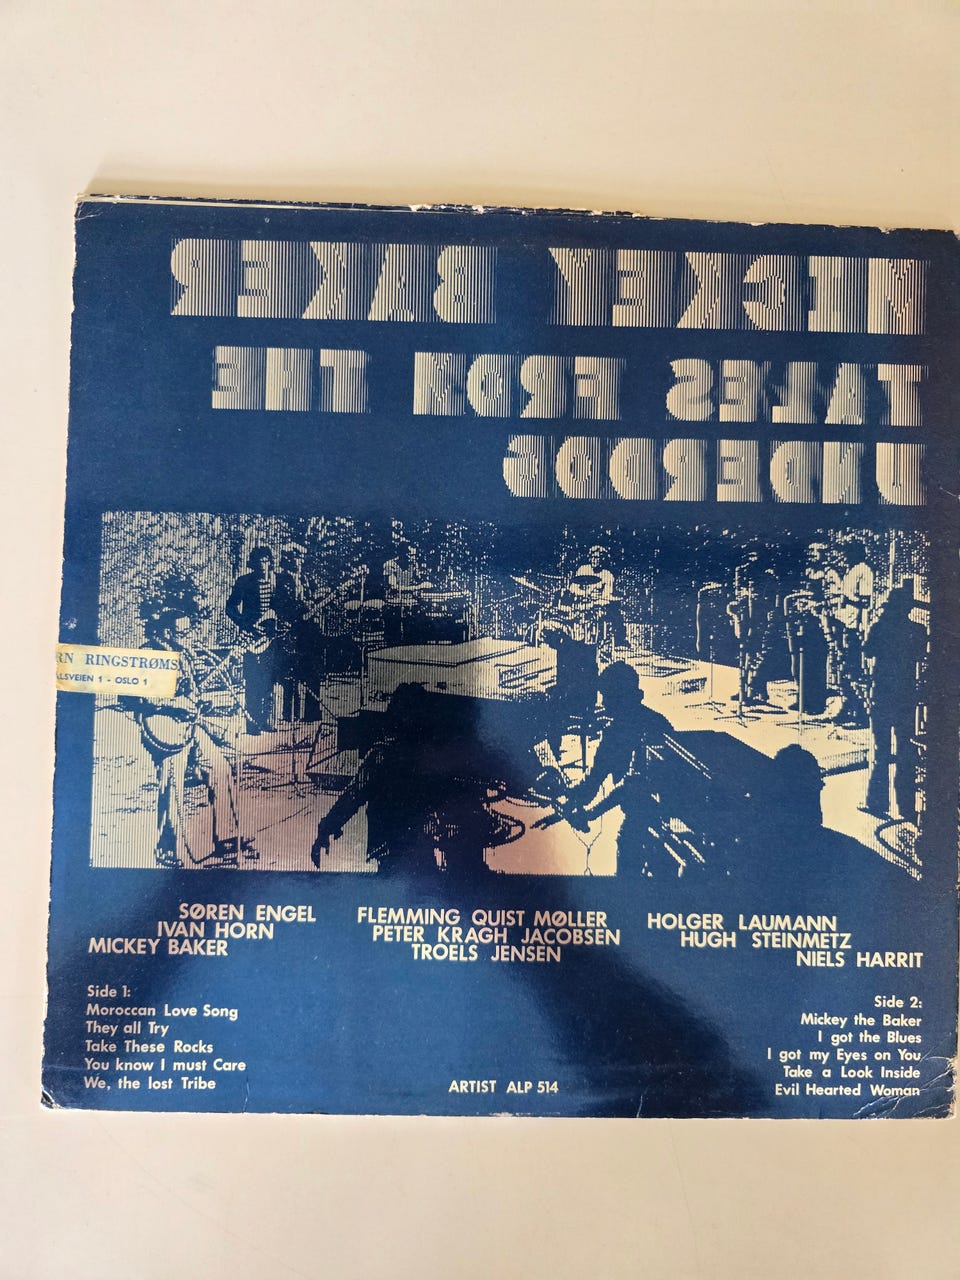 MICKEY BAKER
TALES FROM THE
UNDERDOG
RN RINGSTRØMS
LSVEIEN 1 - OSLO 1
SØREN ENGEL
IVAN HORN
MICKEY BAKER
FLEMMING QUIST MØLLER
PETER KRAGH JACOBSEN
TROELS JENSEN
HOLGER LAUMANN
HUGH STEINMETZ
NIELS HARRIT
Side 1:
Moroccan Love Song
They all Try
Take These Rocks
You know I must Care
We, the lost Tribe
ARTIST ALP 514
Side 2:
Mickey the Baker
I got the Blues
I got my Eyes on You
Take a Look Inside
Evil Hearted Woman